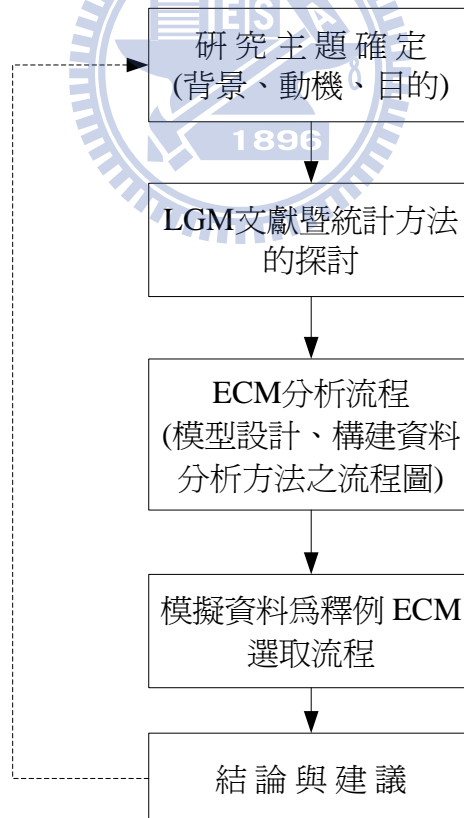 ES A
研 究 主 題 確 定
(背景、動機、目的)
1896
LGM文獻暨統計方法
的探討
ECM分析流程
(模型設計、構建資料
分析方法之流程圖)
模擬資料為釋例 ECM
選取流程
結 論 與 建 議